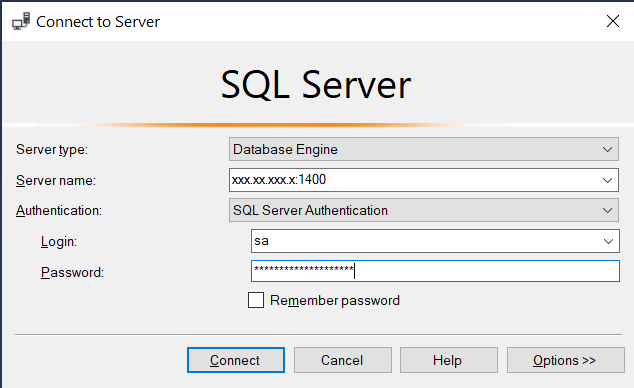 Connect to Server
SQL Server
Server type: Database Engine
Server name: xxx.xx.xxx.x:1400
Authentication: SQL Server Authentication
Login: sa
Password: ********************
Remember password
Connect Cancel Help Options >>